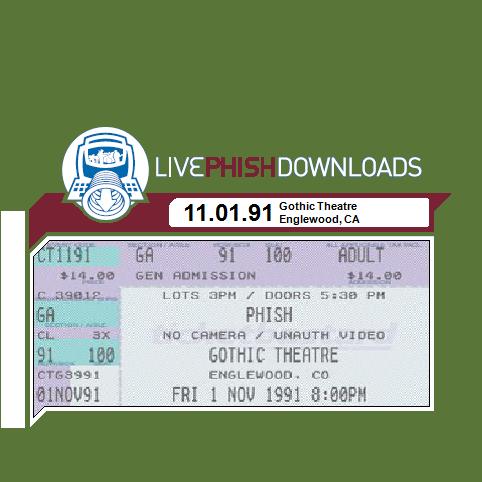 LIVEPHISHDOWNLOADS
11.01.91
Gothic Theatre
Englewood, CA
CT1191 GA 91 100 ADULT
$14.00 GEN ADMISSION $14.00
C 39012 LOTS 3PM / DOORS 5:30 PM
GA PHISH
CL 3X NO CAMERA / UNAUTH VIDEO
91 100 GOTHIC THEATRE
CTG3991 ENGLEWOOD. CO
01NOV91 FRI 1 NOV 1991 8:00PM